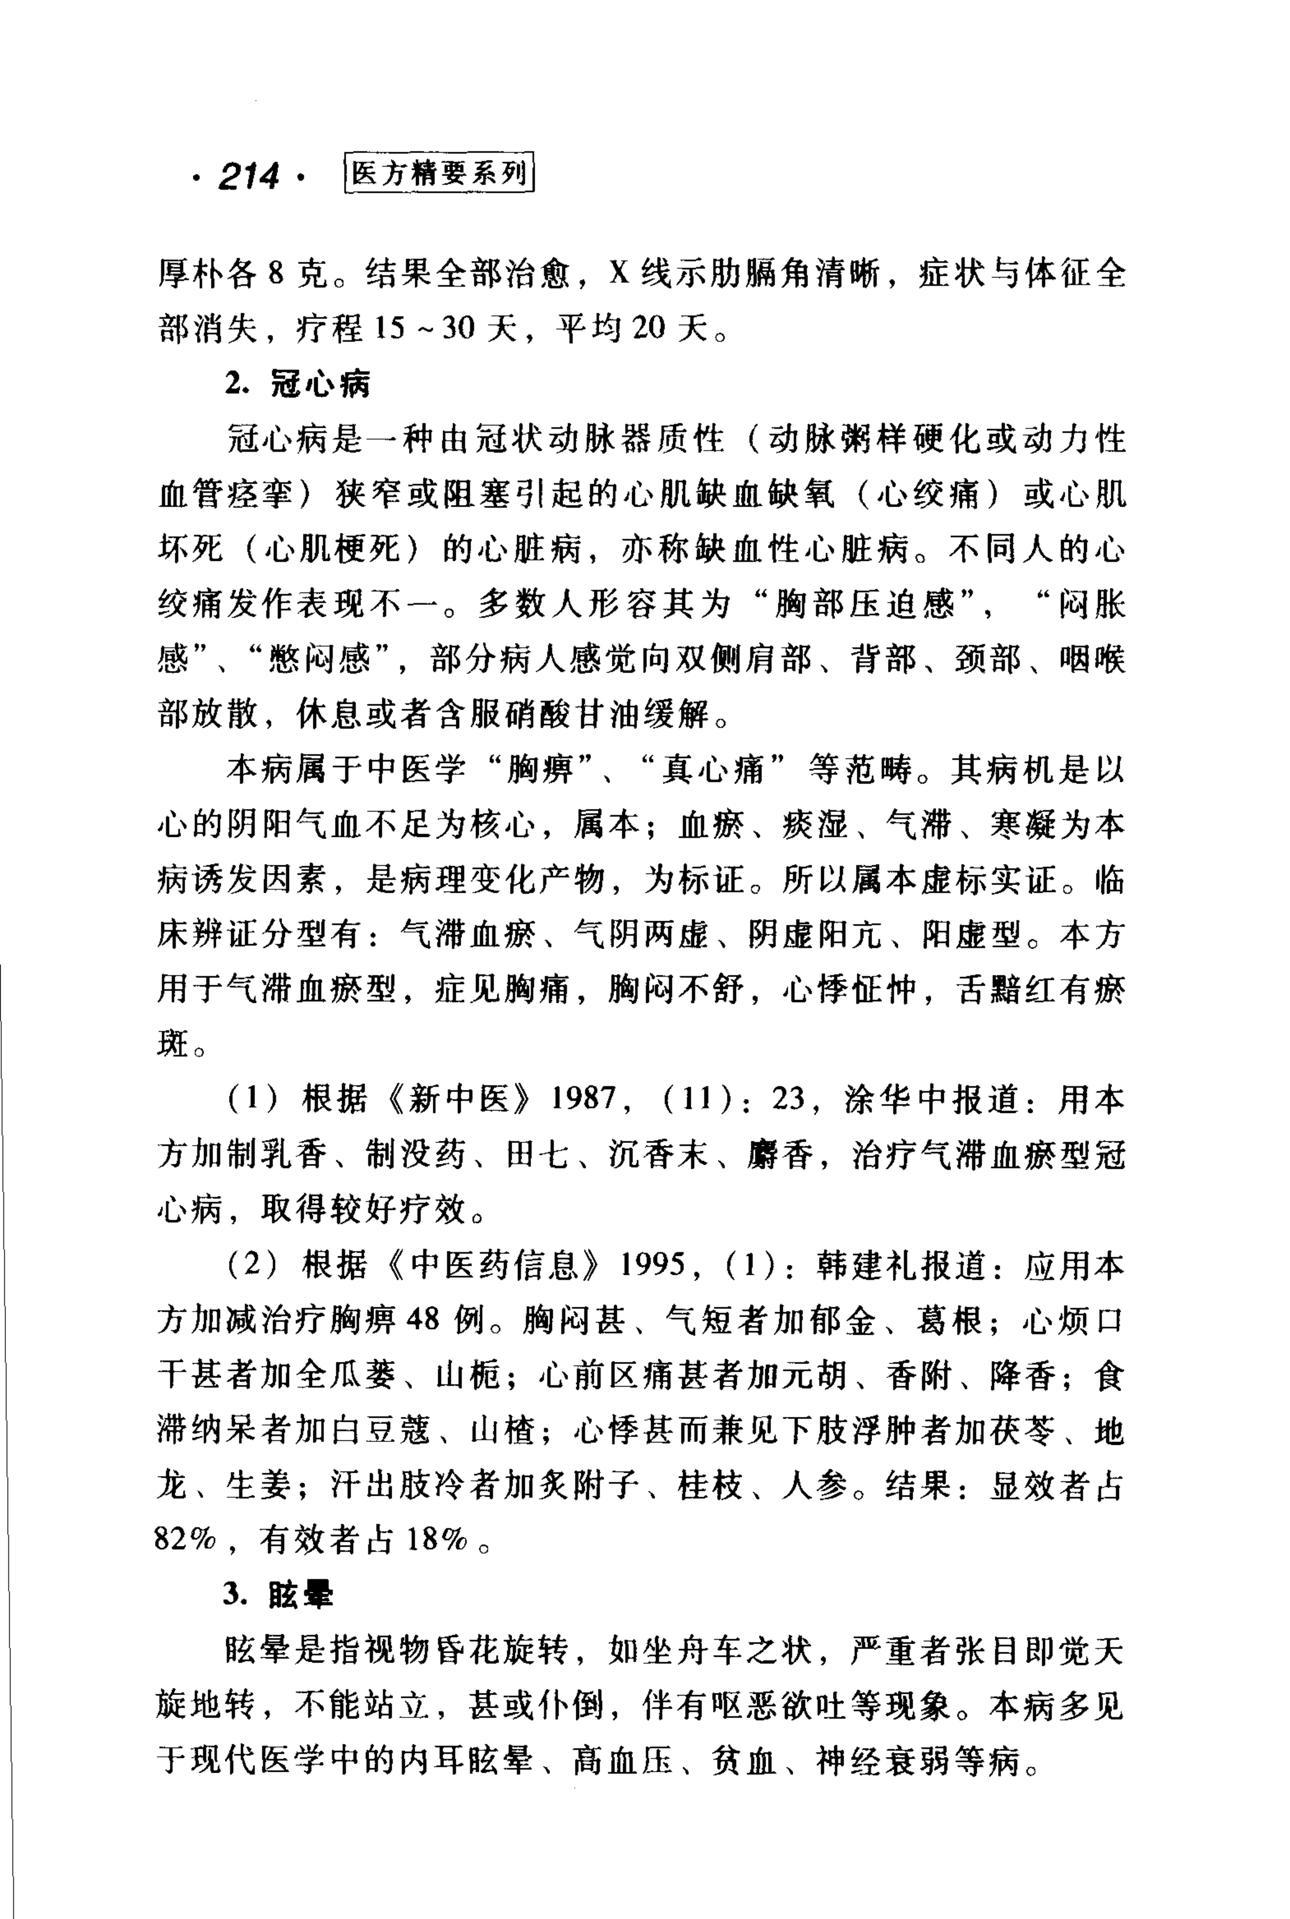 · 214 · 医方精要系列
厚朴各 8 克。结果全部治愈，X 线示肋膈角清晰，症状与体征全
部消失，疗程 15 ~ 30 天，平均 20 天。
2. 冠心病
冠心病是一种由冠状动脉器质性（动脉粥样硬化或动力性
血管痉挛）狭窄或阻塞引起的心肌缺血缺氧（心绞痛）或心肌
坏死（心肌梗死）的心脏病，亦称缺血性心脏病。不同人的心
绞痛发作表现不一。多数人形容其为“胸部压迫感”，“闷胀
感”、“憋闷感”，部分病人感觉向双侧肩部、背部、颈部、咽喉
部放散，休息或者含服硝酸甘油缓解。
本病属于中医学“胸痹”、“真心痛”等范畴。其病机是以
心的阴阳气血不足为核心，属本；血瘀、痰湿、气滞、寒凝为本
病诱发因素，是病理变化产物，为标证。所以属本虚标实证。临
床辨证分型有：气滞血瘀、气阴两虚、阴虚阳亢、阳虚型。本方
用于气滞血瘀型，症见胸痛，胸闷不舒，心悸怔忡，舌黯红有瘀
斑。
（1）根据《新中医》1987，（11）：23，涂华中报道：用本
方加制乳香、制没药、田七、沉香末、麝香，治疗气滞血瘀型冠
心病，取得较好疗效。
（2）根据《中医药信息》1995，（1）：韩建礼报道：应用本
方加减治疗胸痹 48 例。胸闷甚、气短者加郁金、葛根；心烦口
干甚者加全瓜蒌、山栀；心前区痛甚者加元胡、香附、降香；食
滞纳呆者加白豆蔻、山楂；心悸甚而兼见下肢浮肿者加茯苓、地
龙、生姜；汗出肢冷者加炙附子、桂枝、人参。结果：显效者占
82%，有效者占 18%。
3. 眩晕
眩晕是指视物昏花旋转，如坐舟车之状，严重者张目即觉天
旋地转，不能站立，甚或仆倒，伴有呕恶欲吐等现象。本病多见
于现代医学中的内耳眩晕、高血压、贫血、神经衰弱等病。